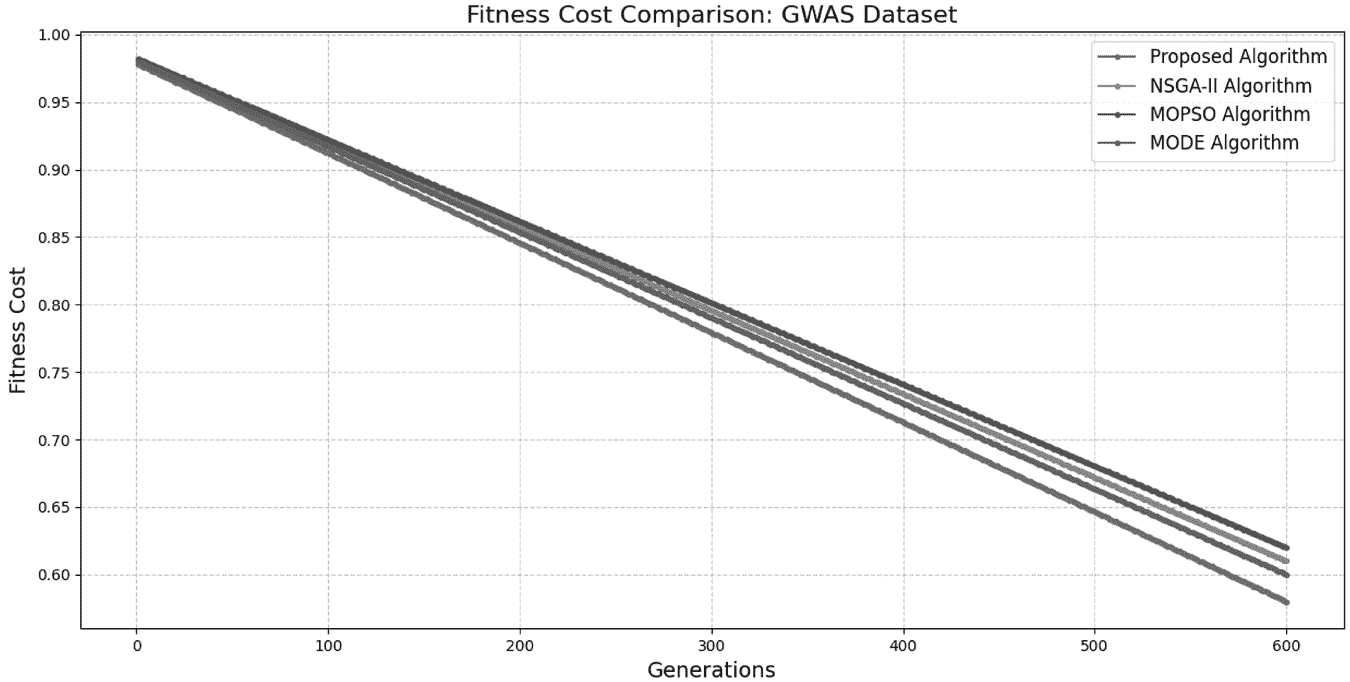 Fitness Cost Comparison: GWAS Dataset
1.00
0.95
0.90
0.85
0.80
0.75
0.70
0.65
0.60
Fitness Cost
Proposed Algorithm
NSGA-II Algorithm
MOPSO Algorithm
MODE Algorithm
0
100
200
300
400
500
600
Generations